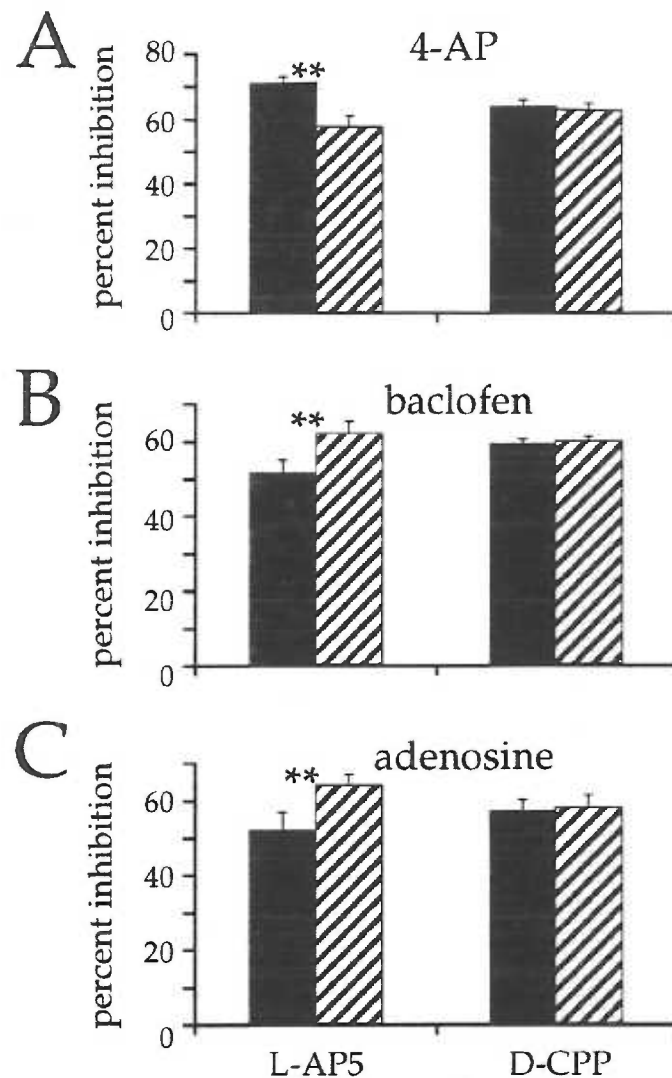 A
4-AP
percent inhibition
80
60
40
20
0
**
B
baclofen
percent inhibition
60
40
20
0
**
C
adenosine
percent inhibition
60
40
20
0
**
L-AP5
D-CPP